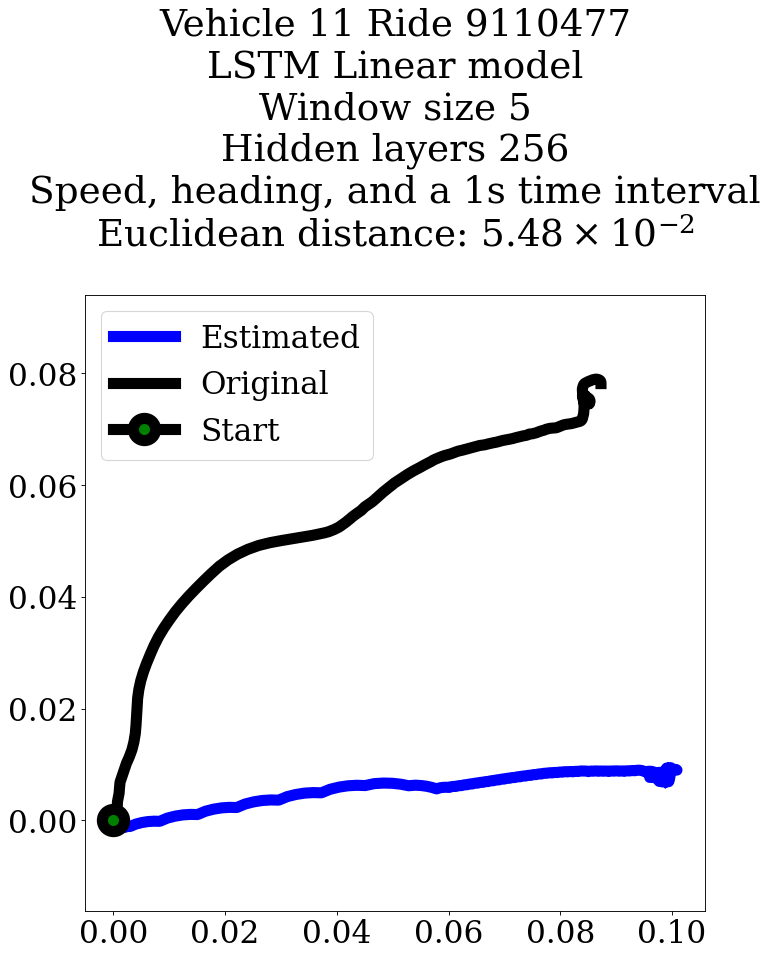 Vehicle 11 Ride 9110477
LSTM Linear model
Window size 5
Hidden layers 256
Speed, heading, and a 1s time interval
Euclidean distance: 5.48 × 10⁻²
Estimated
Original
Start
0.08
0.06
0.04
0.02
0.00
0.00 0.02 0.04 0.06 0.08 0.10